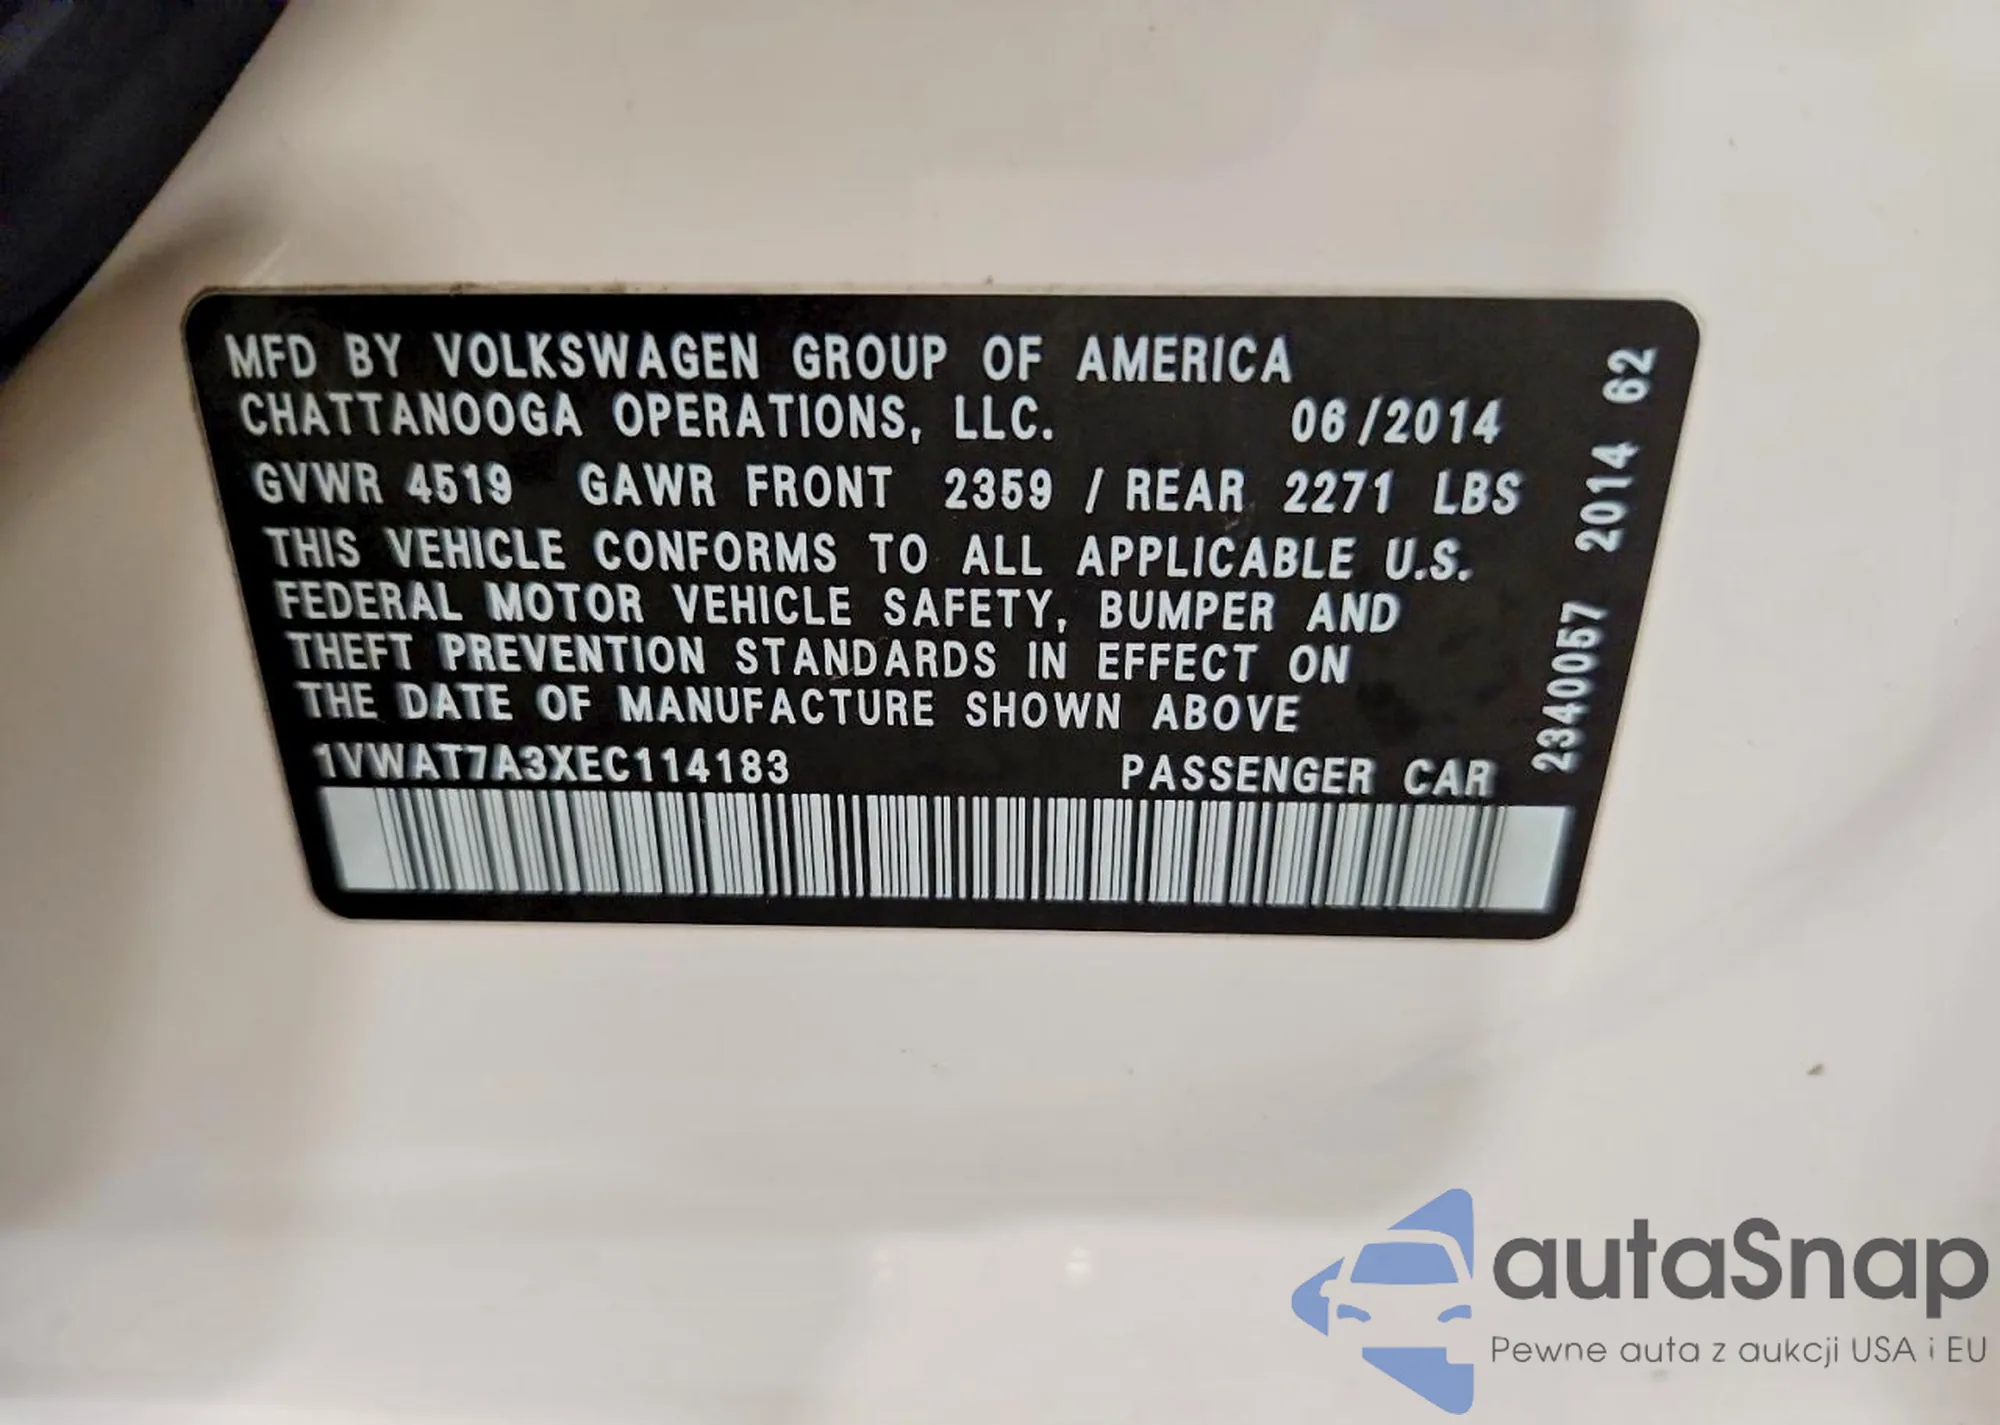 MFD BY VOLKSWAGEN GROUP OF AMERICA
CHATTANOOGA OPERATIONS, LLC. 06/2014
GVWR 4519 GAWR FRONT 2359 / REAR 2271 LBS
THIS VEHICLE CONFORMS TO ALL APPLICABLE U.S.
FEDERAL MOTOR VEHICLE SAFETY, BUMPER AND
THEFT PREVENTION STANDARDS IN EFFECT ON
THE DATE OF MANUFACTURE SHOWN ABOVE
1VWAT7A3XEC114183 PASSENGER CAR
2340057 2014 62
autaSnap
Pewne auta z aukcji USA i EU